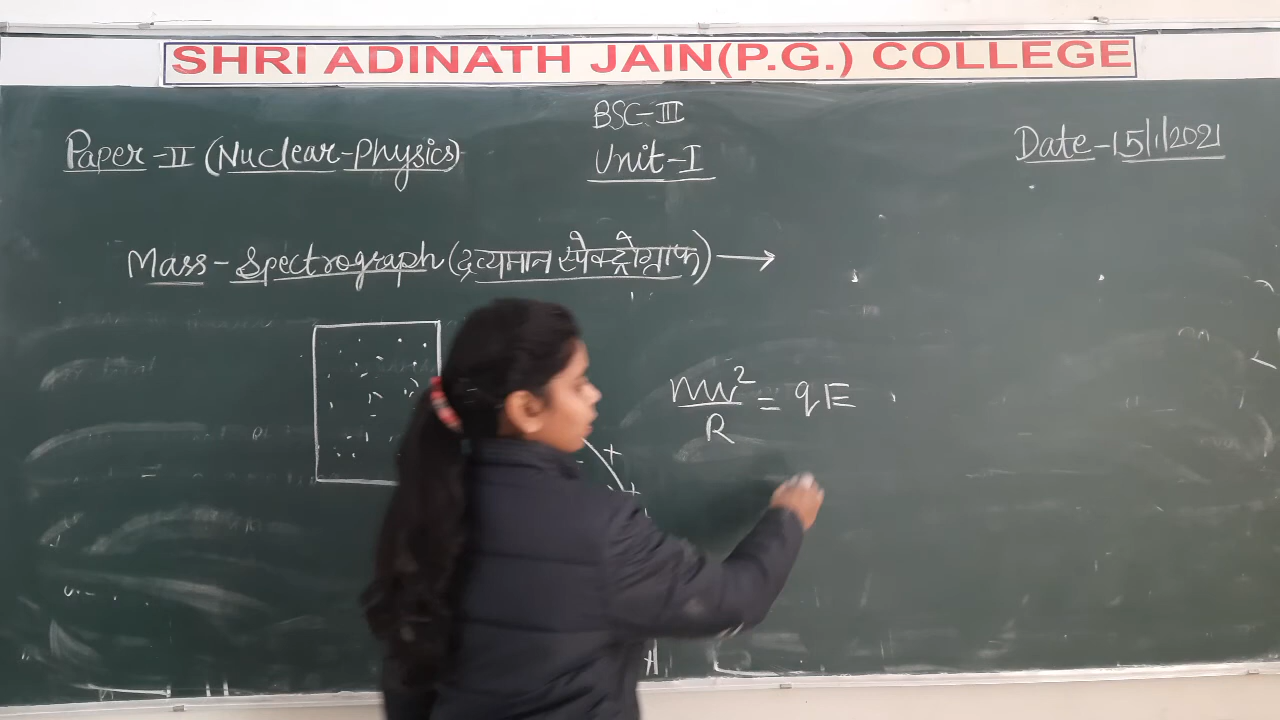 SHRI ADINATH JAIN(P.G.) COLLEGE
BSC-III
Paper-II (Nuclear-Physics)
Unit-I
Date-15/1/2021
Mass-Spectrograph (द्रव्यमान स्पेक्ट्रोग्राफ) →
mv²/R = qE
- +
+